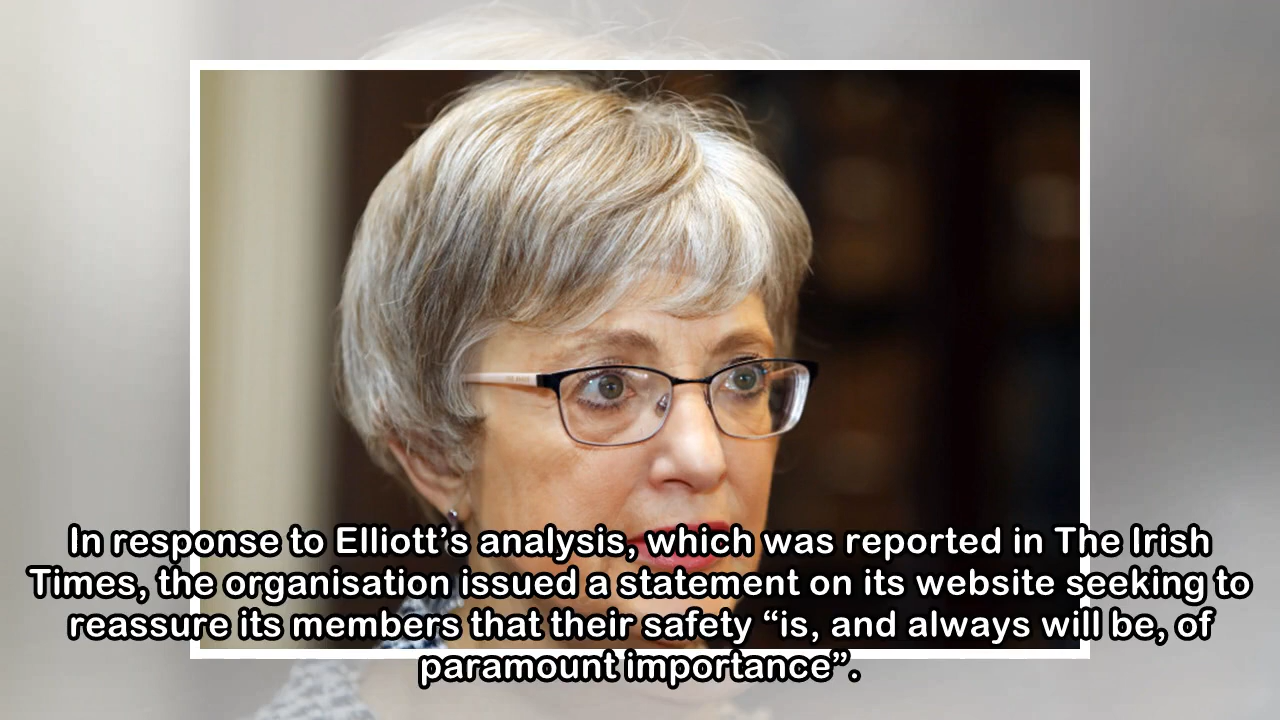 In response to Elliott’s analysis, which was reported in The Irish
Times, the organisation issued a statement on its website seeking to
reassure its members that their safety “is, and always will be, of
paramount importance”.